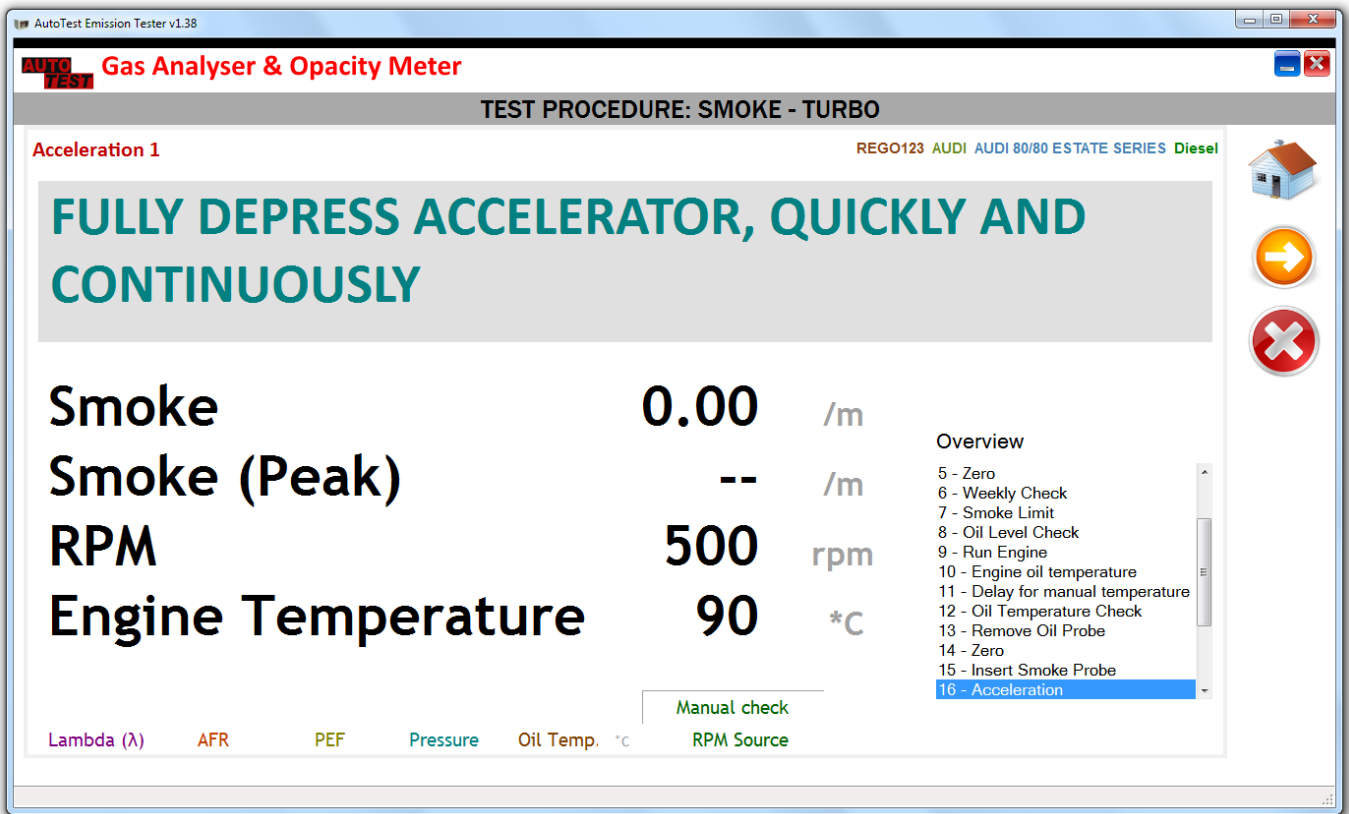 AutoTest Emission Tester v1.38
AUTO
TEST
Gas Analyser & Opacity Meter
TEST PROCEDURE: SMOKE - TURBO
Acceleration 1
REGO123 AUDI AUDI 80/80 ESTATE SERIES Diesel
FULLY DEPRESS ACCELERATOR, QUICKLY AND
CONTINUOUSLY
Smoke 0.00 /m
Smoke (Peak) -- /m
RPM 500 rpm
Engine Temperature 90 °C
Overview
5 - Zero
6 - Weekly Check
7 - Smoke Limit
8 - Oil Level Check
9 - Run Engine
10 - Engine oil temperature
11 - Delay for manual temperature
12 - Oil Temperature Check
13 - Remove Oil Probe
14 - Zero
15 - Insert Smoke Probe
16 - Acceleration
Manual check
Lambda (λ) AFR PEF Pressure Oil Temp. °c RPM Source